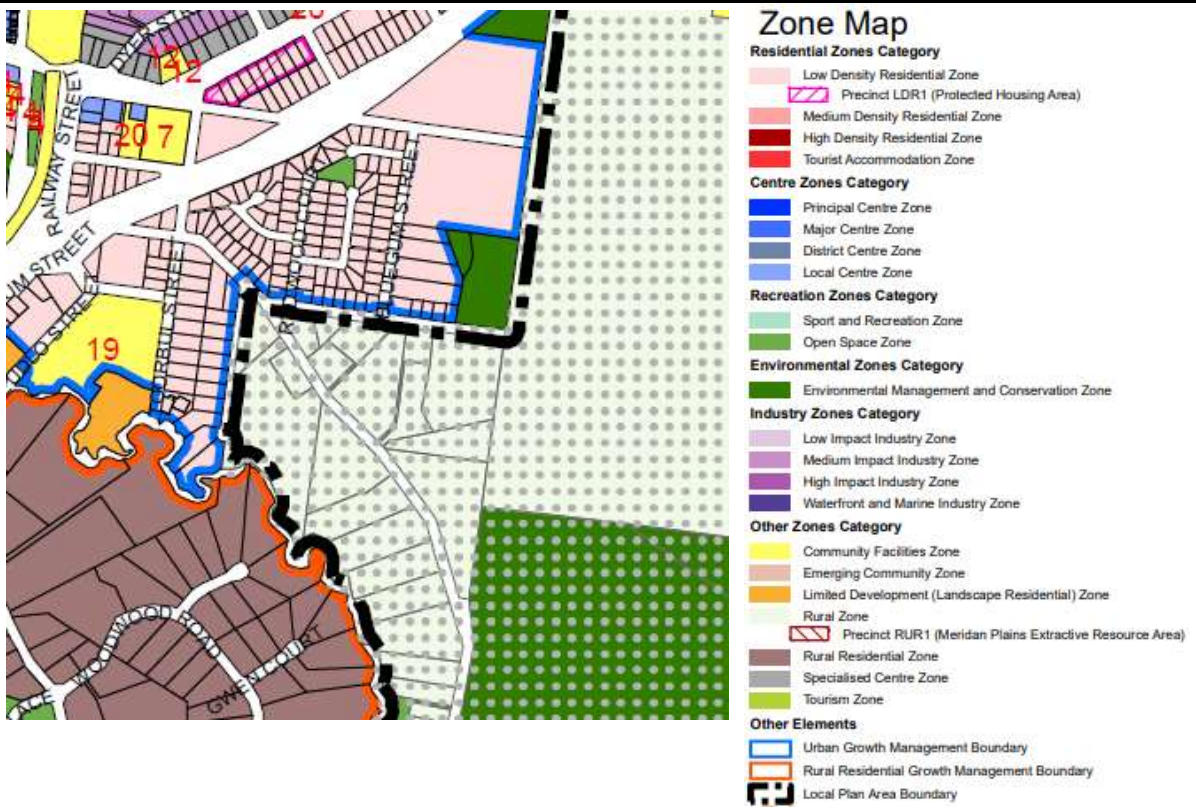 12
12
20
7
RAILWAY STREET
BLUEGUM STREET
UM STREET
19
WOODWOOD ROAD
GWEN COURT
LACE
Zone Map
Residential Zones Category
Low Density Residential Zone
Precinct LDR1 (Protected Housing Area)
Medium Density Residential Zone
High Density Residential Zone
Tourist Accommodation Zone
Centre Zones Category
Principal Centre Zone
Major Centre Zone
District Centre Zone
Local Centre Zone
Recreation Zones Category
Sport and Recreation Zone
Open Space Zone
Environmental Zones Category
Environmental Management and Conservation Zone
Industry Zones Category
Low Impact Industry Zone
Medium Impact Industry Zone
High Impact Industry Zone
Waterfront and Marine Industry Zone
Other Zones Category
Community Facilities Zone
Emerging Community Zone
Limited Development (Landscape Residential) Zone
Rural Zone
Precinct RUR1 (Meridan Plains Extractive Resource Area)
Rural Residential Zone
Specialised Centre Zone
Tourism Zone
Other Elements
Urban Growth Management Boundary
Rural Residential Growth Management Boundary
Local Plan Area Boundary